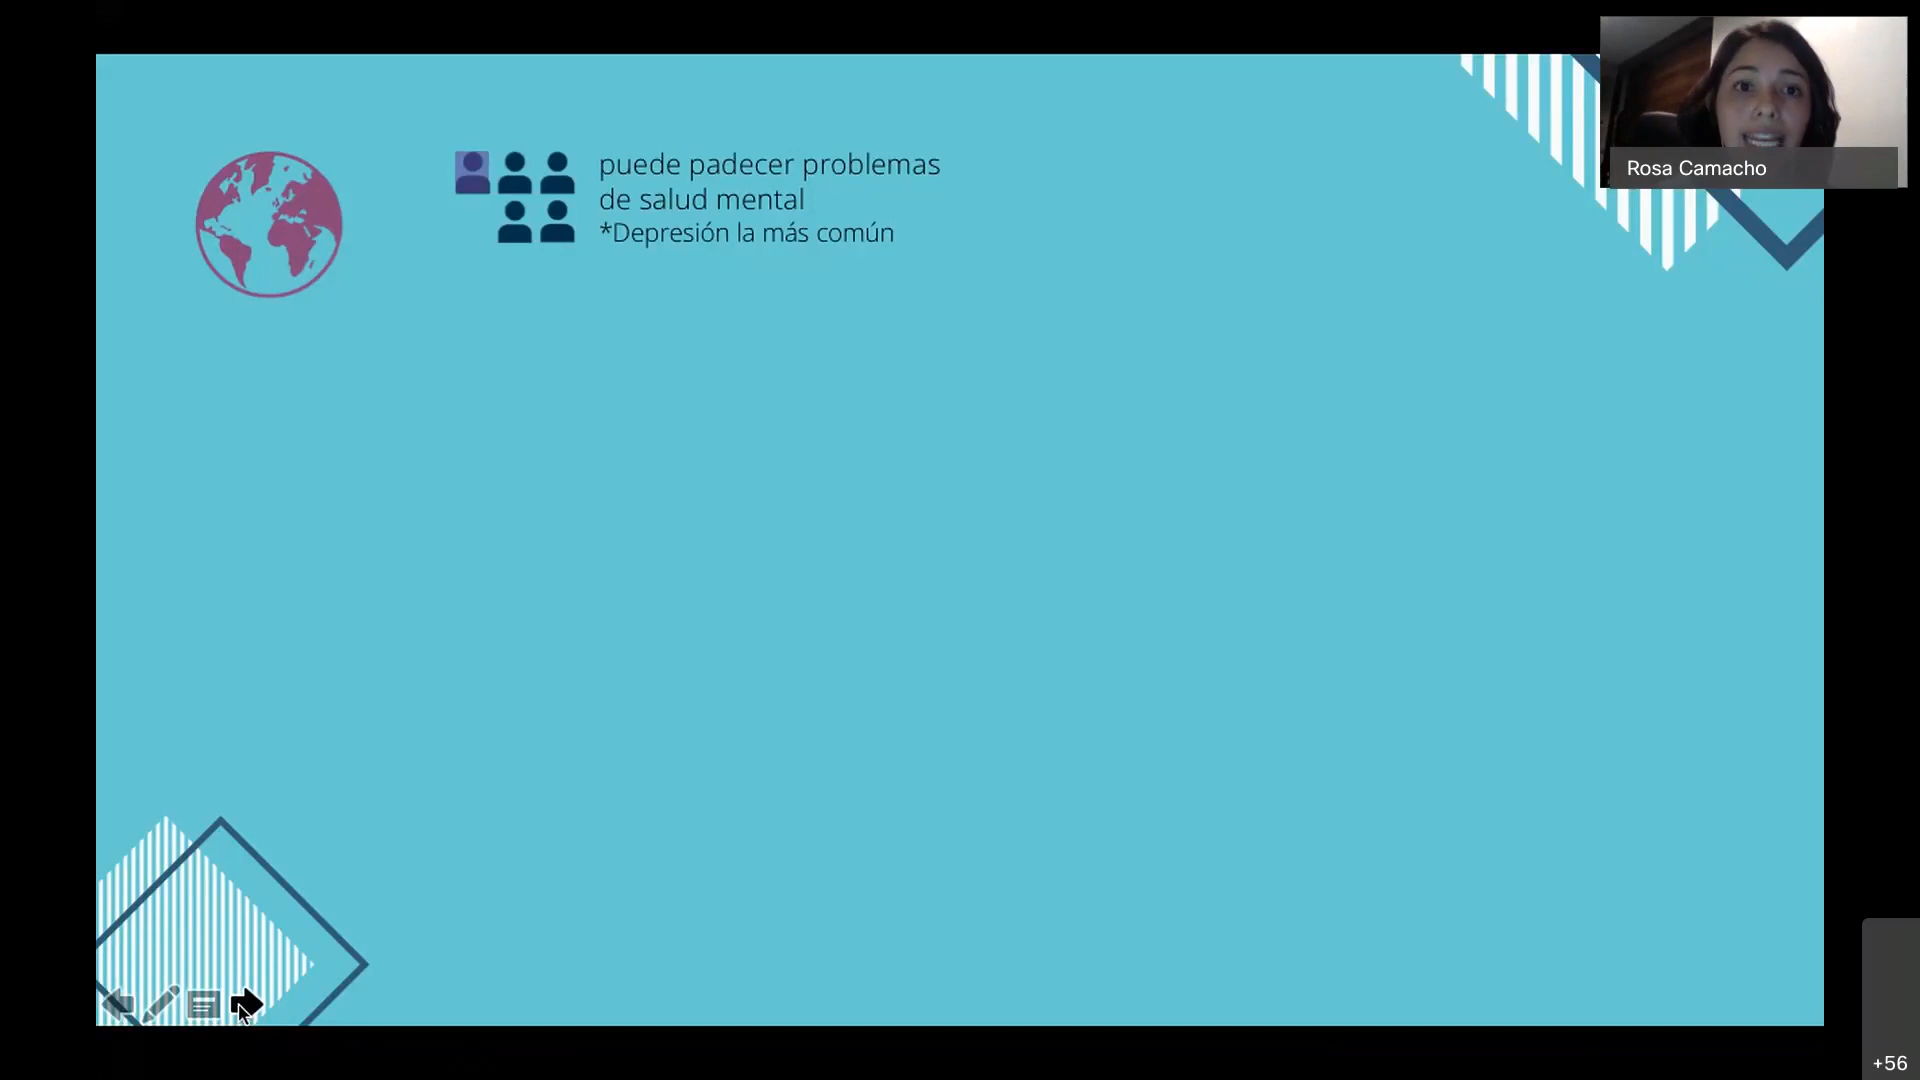 puede padecer problemas
de salud mental
*Depresión la más común
Rosa Camacho
+56